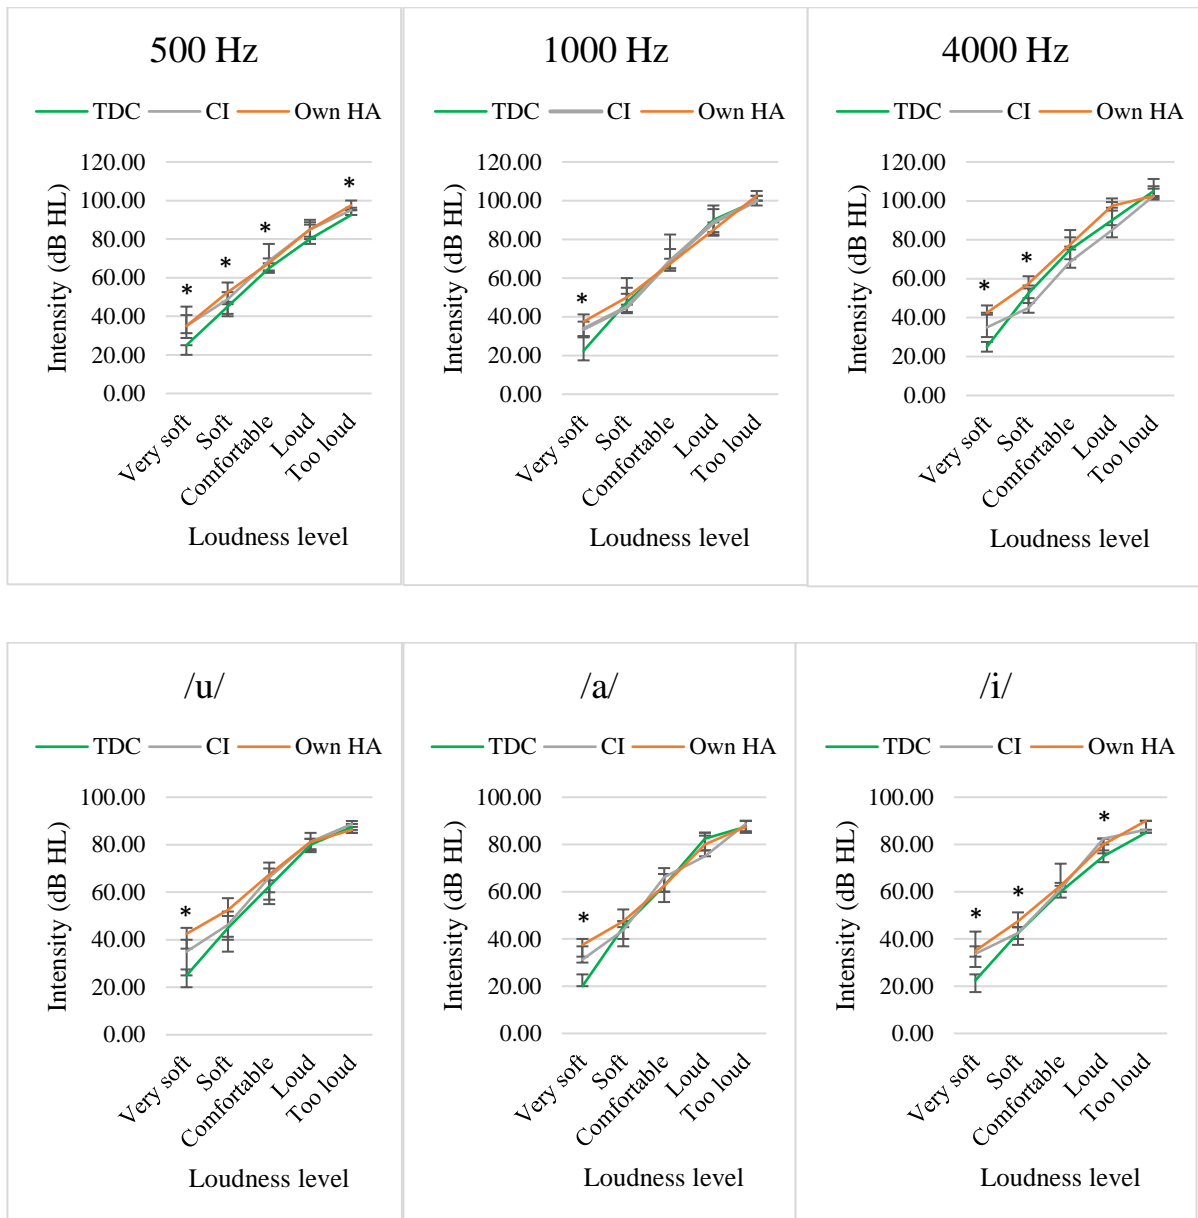 500 Hz
TDC CI Own HA
Intensity (dB HL)
120.00
100.00
80.00
60.00
40.00
20.00
0.00
* * * *
Very soft
Soft
Comfortable
Loud
Too loud
Loudness level
1000 Hz
TDC CI Own HA
Intensity (dB HL)
120.00
100.00
80.00
60.00
40.00
20.00
0.00
*
Very soft
Soft
Comfortable
Loud
Too loud
Loudness level
4000 Hz
TDC CI Own HA
Intensity (dB HL)
120.00
100.00
80.00
60.00
40.00
20.00
0.00
* *
Very soft
Soft
Comfortable
Loud
Too loud
Loudness level
/u/
TDC CI Own HA
Intensity (dB HL)
100.00
80.00
60.00
40.00
20.00
0.00
*
Very soft
Soft
Comfortable
Loud
Too loud
Loudness level
/a/
TDC CI Own HA
Intensity (dB HL)
100.00
80.00
60.00
40.00
20.00
0.00
*
Very soft
Soft
Comfortable
Loud
Too loud
Loudness level
/i/
TDC CI Own HA
Intensity (dB HL)
100.00
80.00
60.00
40.00
20.00
0.00
* * *
Very soft
Soft
Comfortable
Loud
Too loud
Loudness level